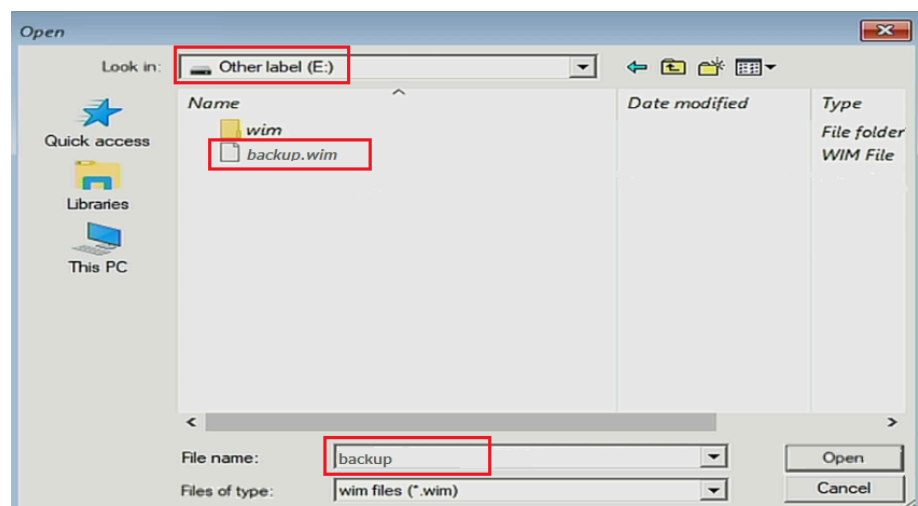 Open
Look in: Other label (E:)
Name Date modified Type
Quick access
wim File folder
backup.wim WIM File
Libraries
This PC
File name: backup Open
Files of type: wim files (*.wim) Cancel